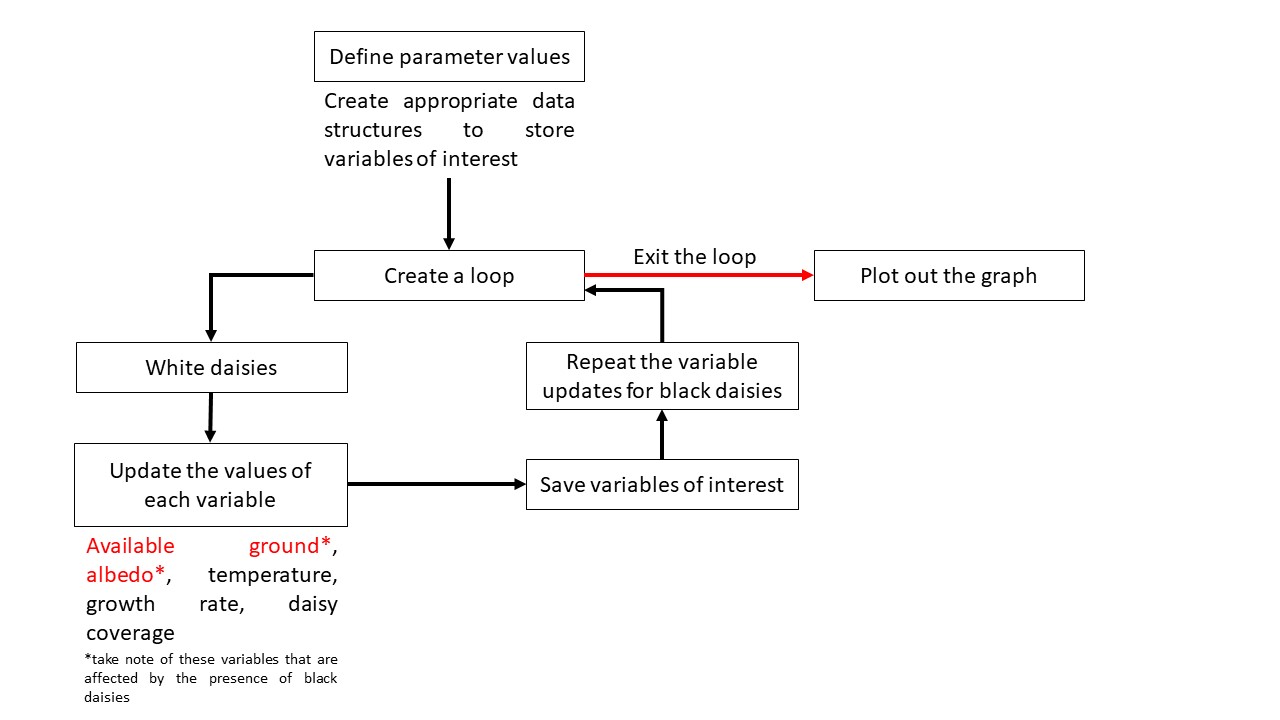 Define parameter values
Create appropriate data
structures to store
variables of interest
Create a loop
Exit the loop
Plot out the graph
White daisies
Repeat the variable
updates for black daisies
Update the values of
each variable
Save variables of interest
Available ground*,
albedo*, temperature,
growth rate, daisy
coverage
*take note of these variables that are
affected by the presence of black
daisies